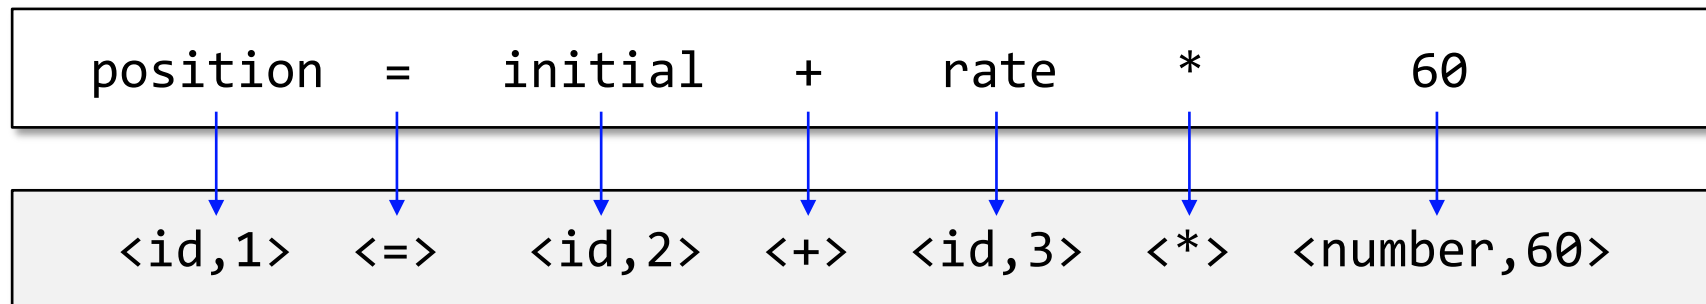 position = initial + rate * 60
<id,1> <=> <id,2> <+> <id,3> <*> <number,60>